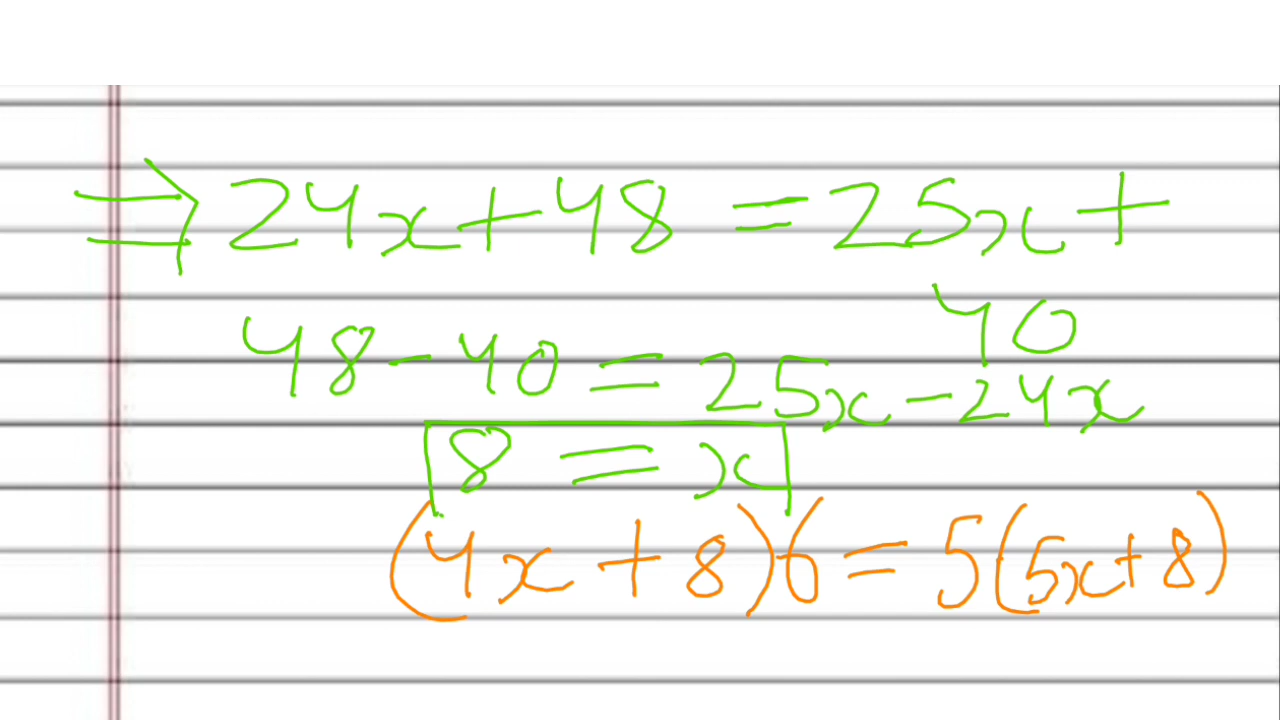 ⇒ 24x + 48 = 25x +
40
48 - 40 = 25x - 24x
8 = x
(4x + 8)6 = 5(5x + 8)